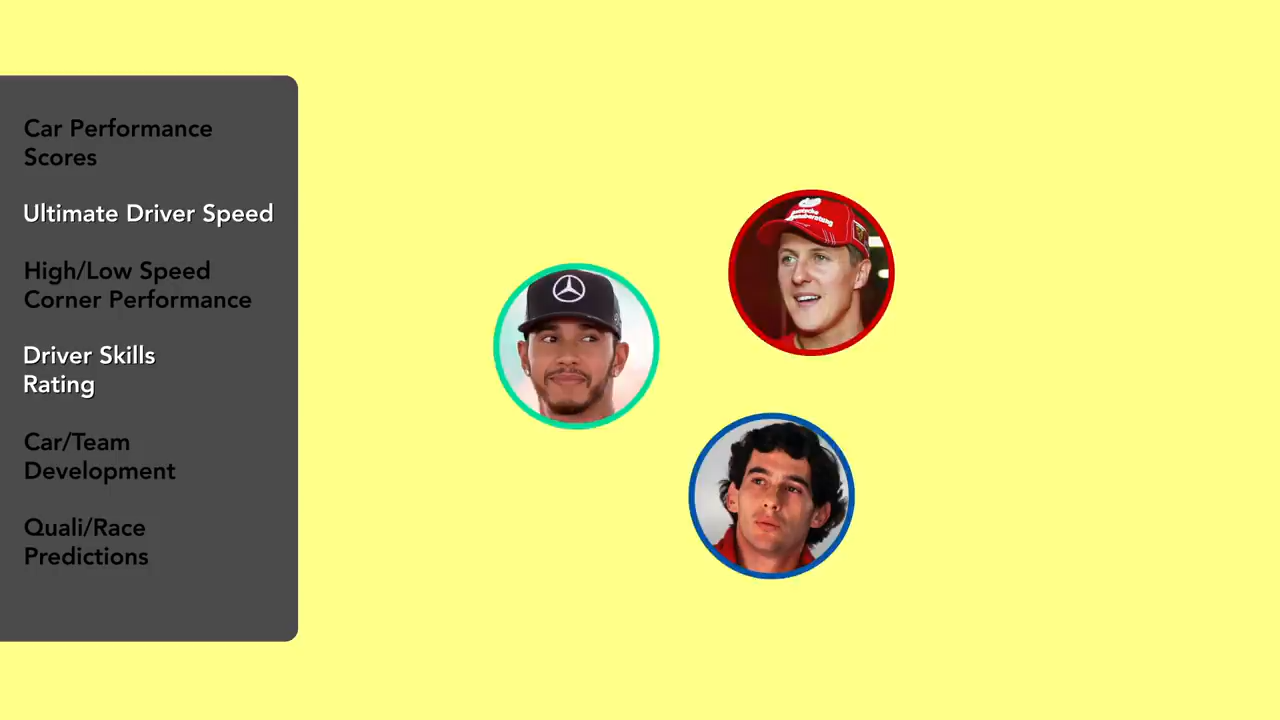 Car Performance
Scores
Ultimate Driver Speed
High/Low Speed
Corner Performance
Driver Skills
Rating
Car/Team
Development
Quali/Race
Predictions